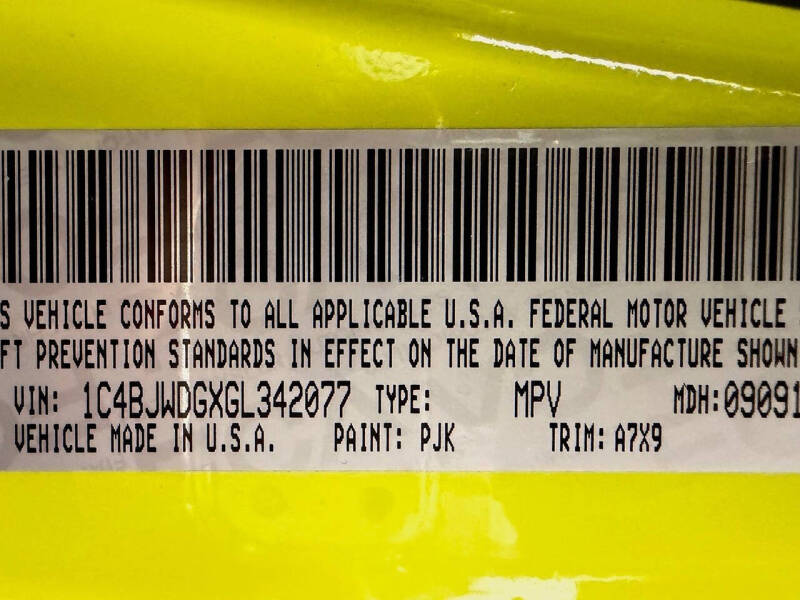 S VEHICLE CONFORMS TO ALL APPLICABLE U.S.A. FEDERAL MOTOR VEHICLE
FT PREVENTION STANDARDS IN EFFECT ON THE DATE OF MANUFACTURE SHOWN
VIN: 1C4BJWDGXGL342077 TYPE: MPV MDH:09091
VEHICLE MADE IN U.S.A. PAINT: PJK TRIM: A7X9